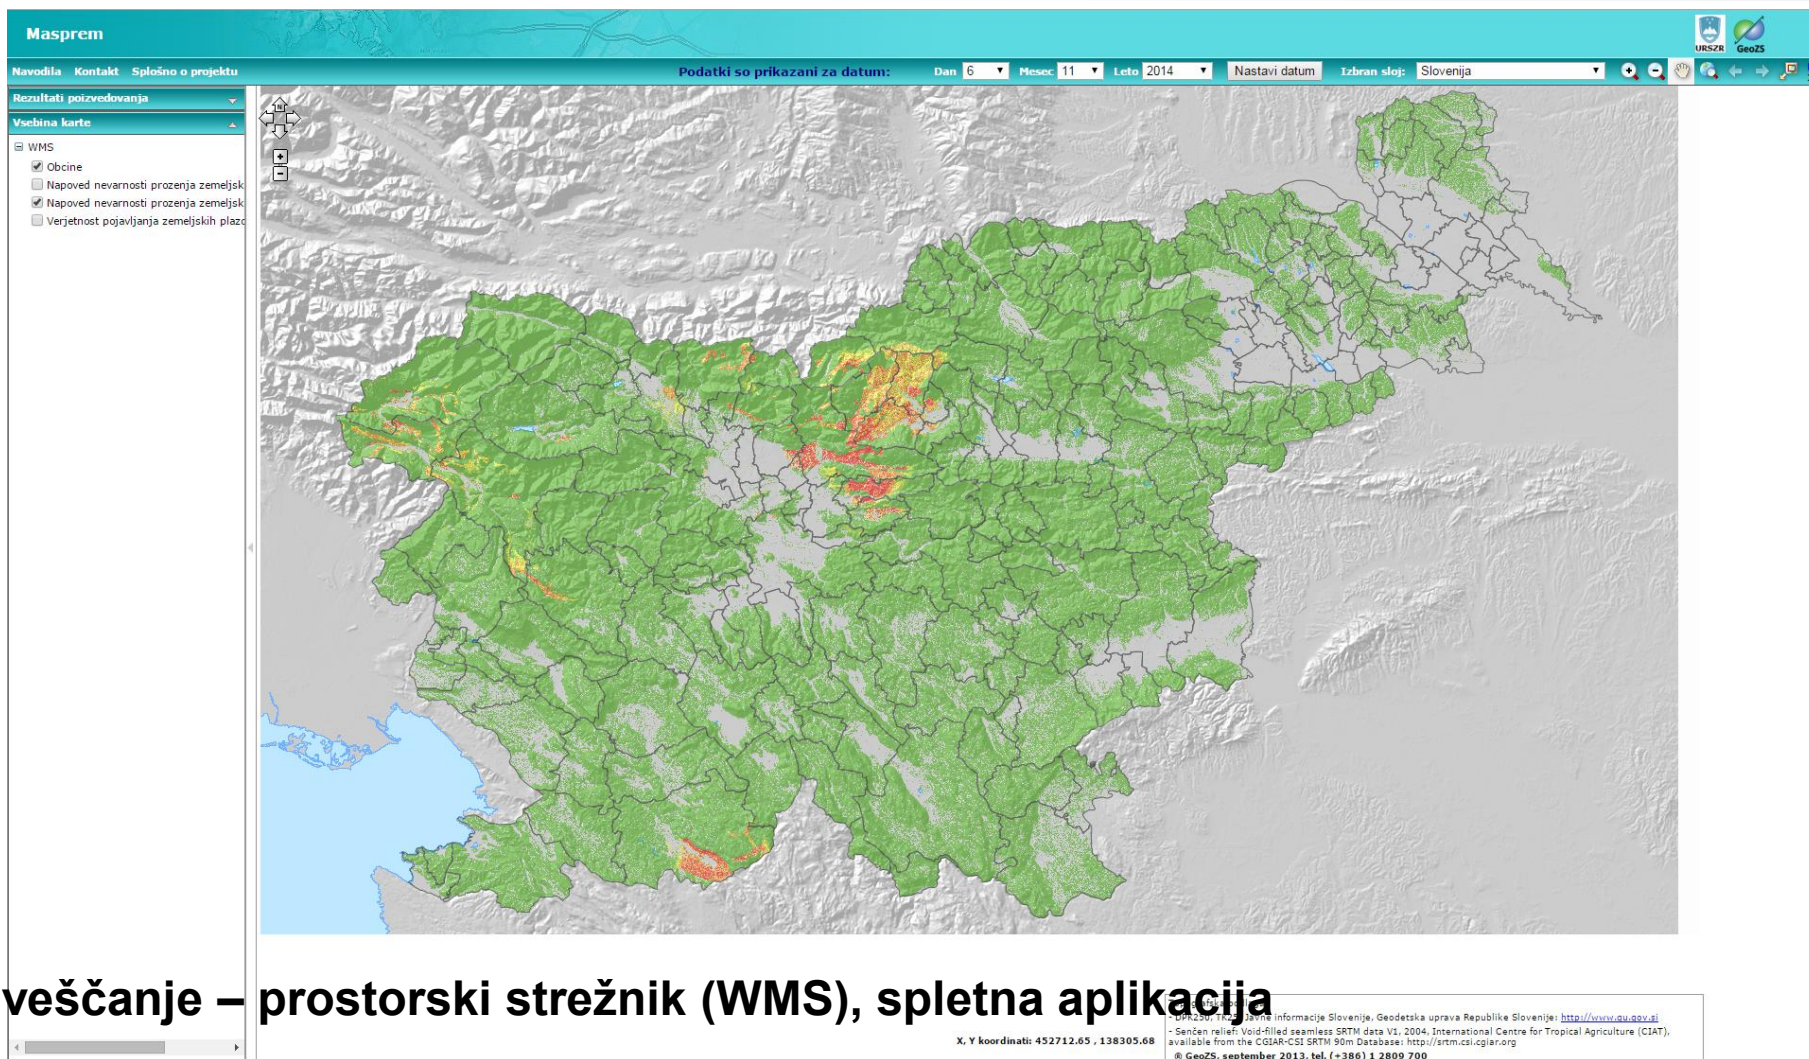 Masprem
URSZR GeoZS
Navodila Kontakt Splošno o projektu Podatki so prikazani za datum: Dan 6 Mesec 11 Leto 2014 Nastavi datum Izbran sloj: Slovenija
Rezultati poizvedovanja
Vsebina karte
WMS
Obcine
Napoved nevarnosti prozenja zemeljsk
Napoved nevarnosti prozenja zemeljsk
Verjetnost pojavljanja zemeljskih plazo
N
veščanje – prostorski strežnik (WMS), spletna aplikacija
- DPK250, TK25: Javne informacije Slovenije, Geodetska uprava Republike Slovenije: http://www.gu.gov.si
- Senčen relief: Void-filled seamless SRTM data V1, 2004, International Centre for Tropical Agriculture (CIAT),
available from the CGIAR-CSI SRTM 90m Database: http://srtm.csi.cgiar.org
X, Y koordinati: 452712.65 , 138305.68
® GeoZS, september 2013, tel. (+386) 1 2809 700